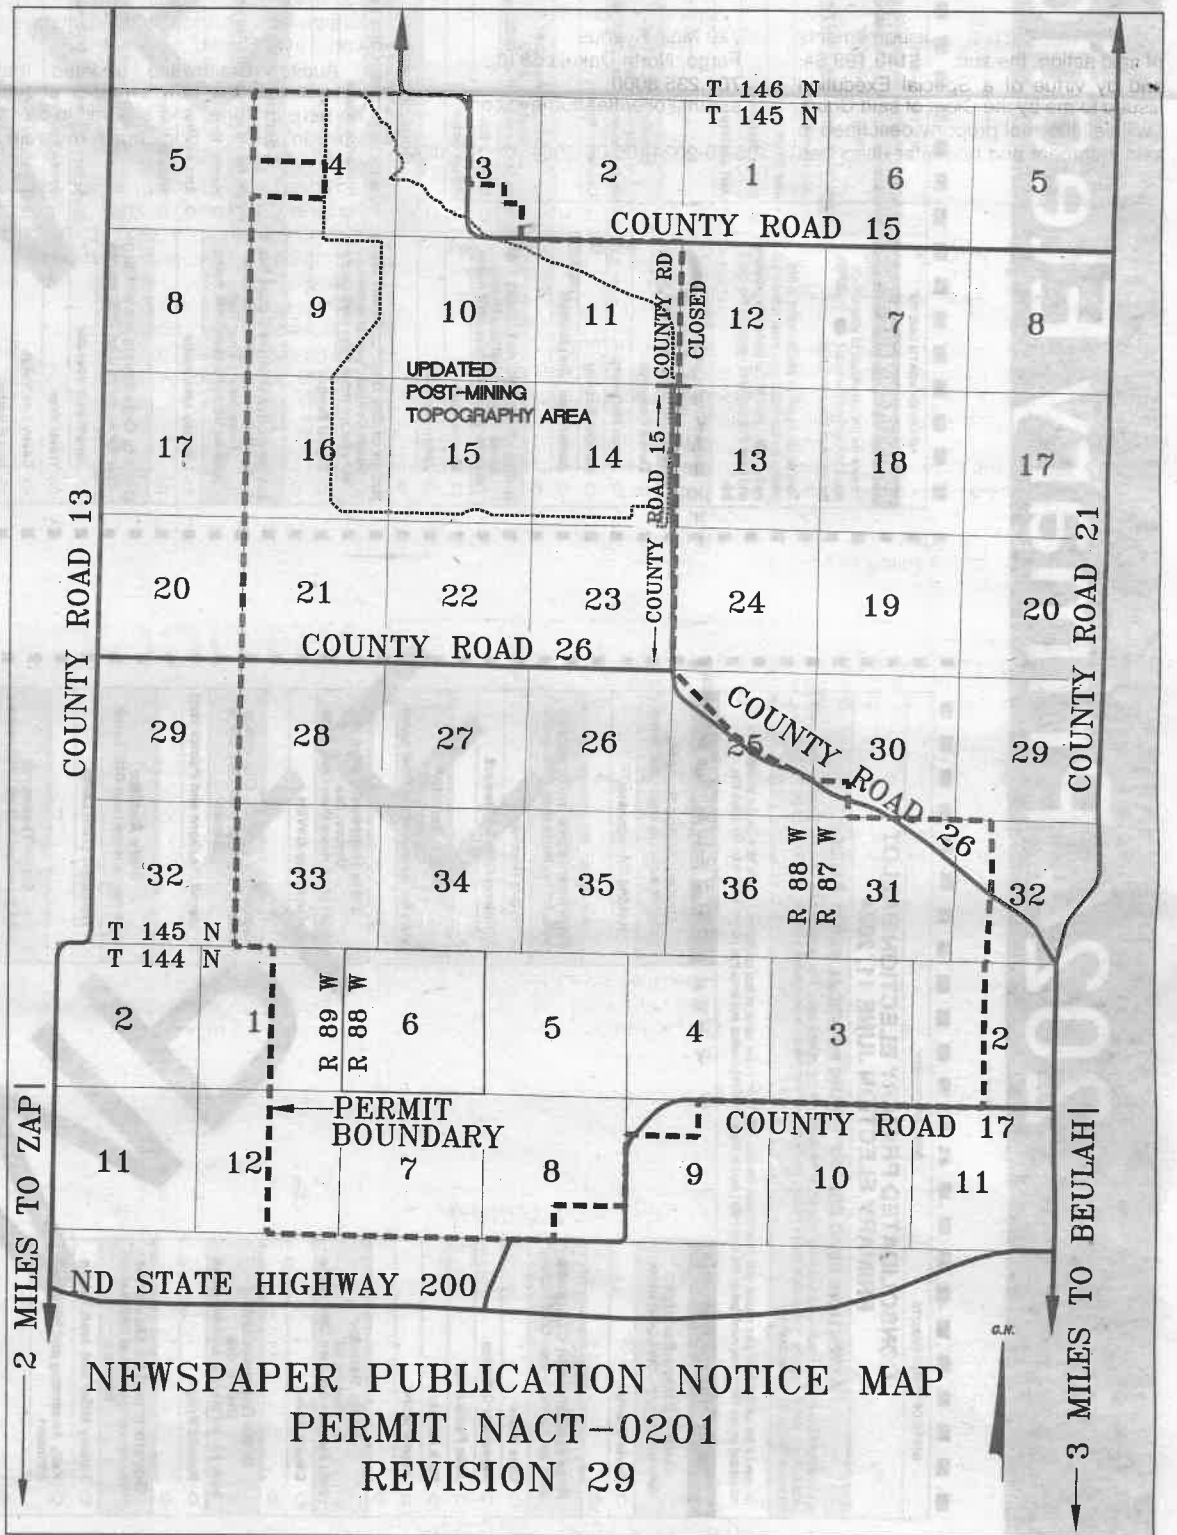 T 146 N
T 145 N
5 4 3 2 1 6 5
COUNTY ROAD 15
8 9 10 11 12 7 8
COUNTY RD
CLOSED
UPDATED
POST-MINING
TOPOGRAPHY AREA
17 16 15 14 13 18 17
COUNTY ROAD 13
COUNTY ROAD 15
COUNTY ROAD 21
20 21 22 23 24 19 20
COUNTY ROAD 26
29 28 27 26 25 30 29
COUNTY ROAD 26
32 33 34 35 36 31 32
R 88 W
R 87 W
T 145 N
T 144 N
R 89 W
R 88 W
2 1 6 5 4 3 2
PERMIT
BOUNDARY
COUNTY ROAD 17
11 12 7 8 9 10 11
2 MILES TO ZAP
3 MILES TO BEULAH
ND STATE HIGHWAY 200
G.N.
NEWSPAPER PUBLICATION NOTICE MAP
PERMIT NACT-0201
REVISION 29